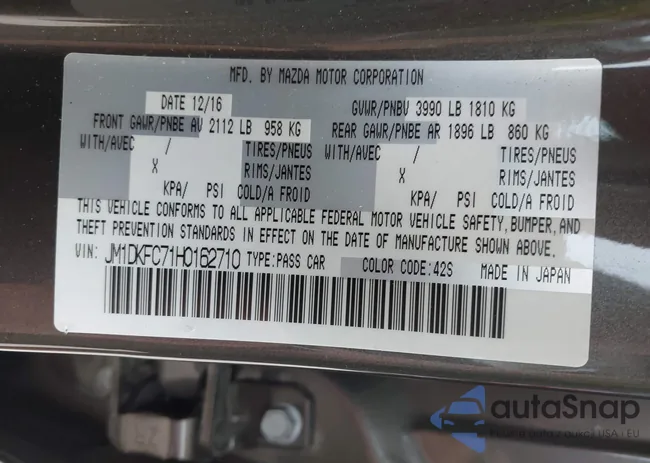 MFD. BY MAZDA MOTOR CORPORATION
DATE 12/16 GVWR/PNBV 3990 LB 1810 KG
FRONT GAWR/PNBE AV 2112 LB 958 KG REAR GAWR/PNBE AR 1896 LB 860 KG
WITH/AVEC / TIRES/PNEUS WITH/AVEC / TIRES/PNEUS
X RIMS/JANTES X RIMS/JANTES
KPA/ PSI COLD/A FROID KPA/ PSI COLD/A FROID
THIS VEHICLE CONFORMS TO ALL APPLICABLE FEDERAL MOTOR VEHICLE SAFETY, BUMPER, AND
THEFT PREVENTION STANDARDS IN EFFECT ON THE DATE OF MANUFACTURE SHOWN ABOVE.
VIN: JM1DKFC71H0162710 TYPE:PASS CAR COLOR CODE:42S MADE IN JAPAN
autoSnap